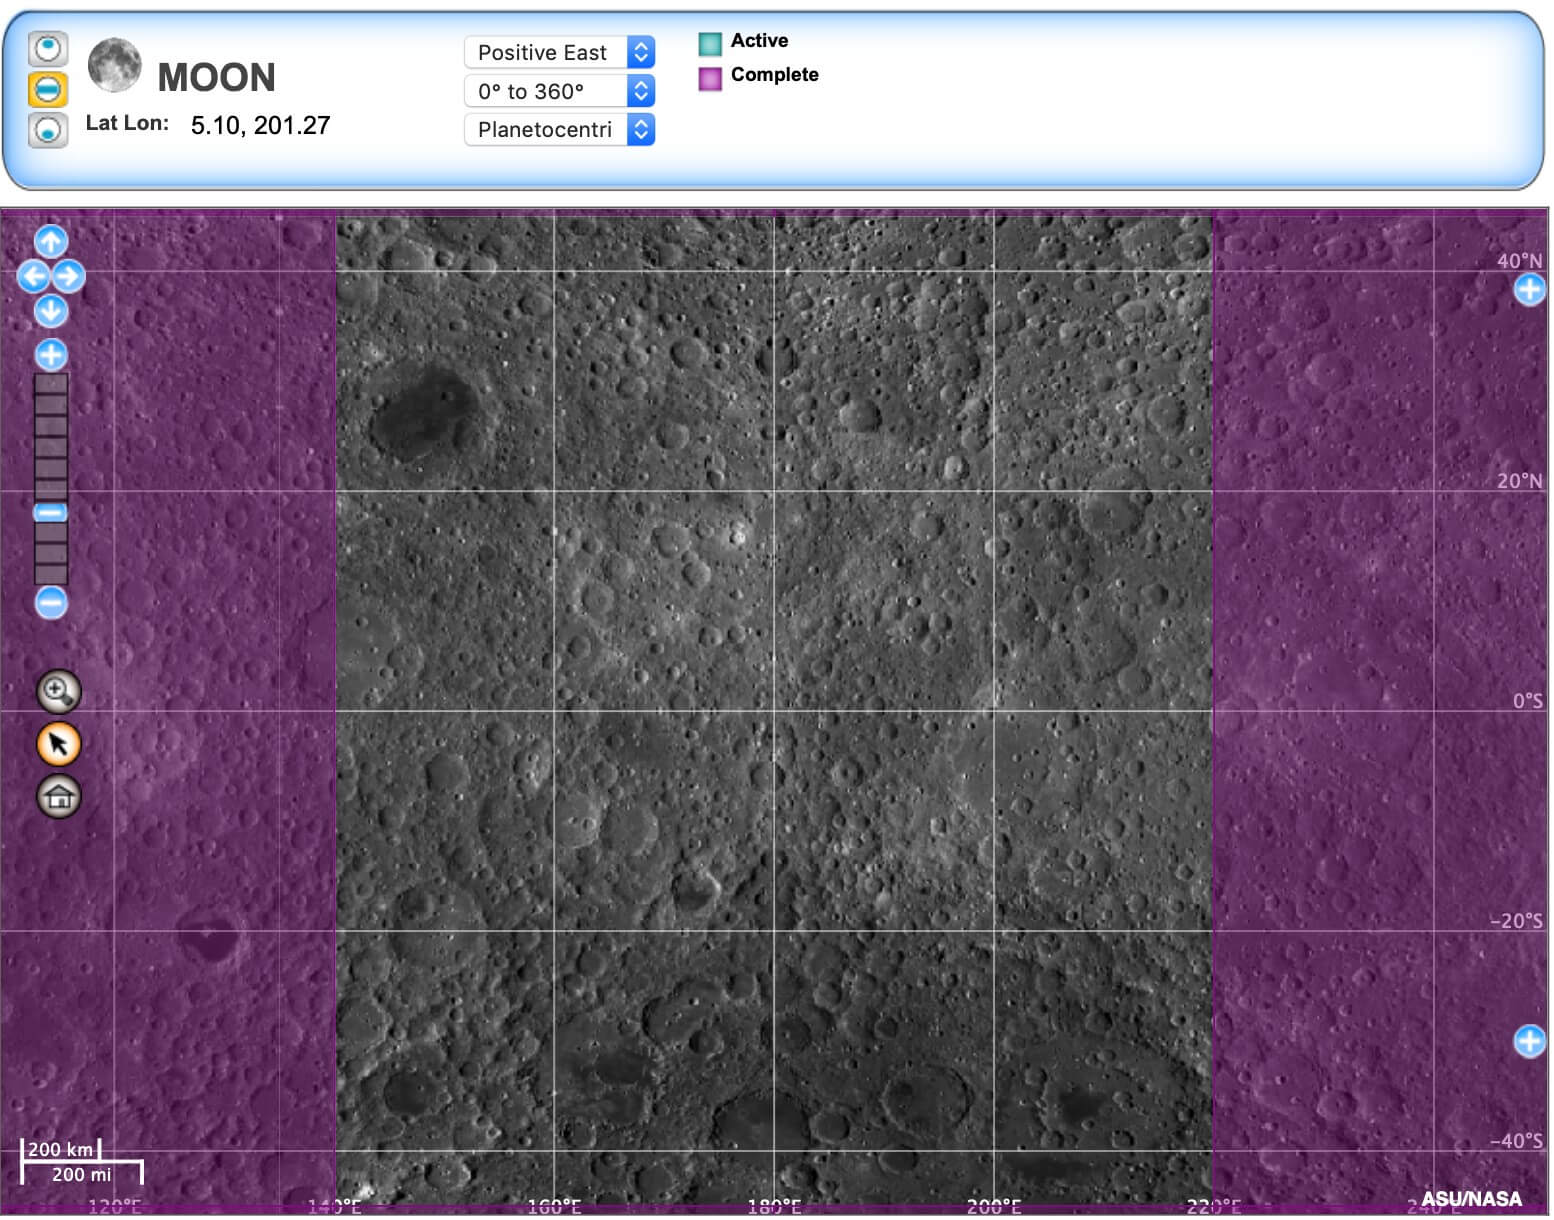 MOON
Lat Lon: 5.10, 201.27
Positive East
0° to 360°
Planetocentri
Active
Complete
40°N
20°N
0°S
−20°S
−40°S
200 km
200 mi
120°E
140°E
160°E
180°E
200°E
220°E
240°E
ASU/NASA